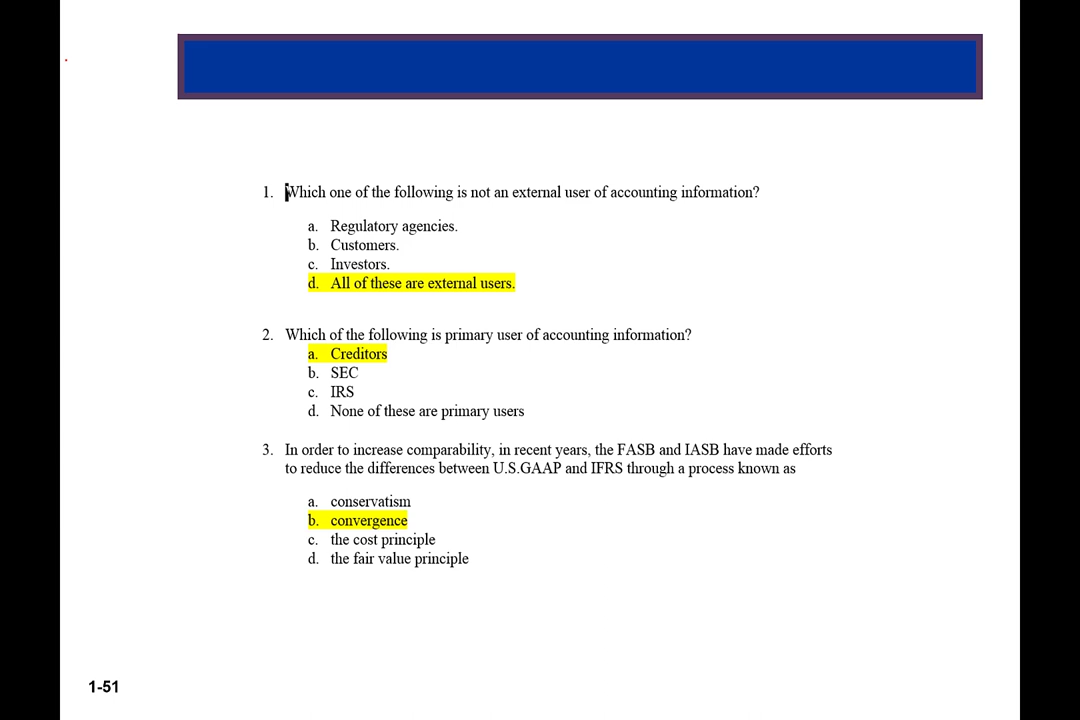 1. Which one of the following is not an external user of accounting information?
a. Regulatory agencies.
b. Customers.
c. Investors.
d. All of these are external users.
2. Which of the following is primary user of accounting information?
a. Creditors
b. SEC
c. IRS
d. None of these are primary users
3. In order to increase comparability, in recent years, the FASB and IASB have made efforts
to reduce the differences between U.S.GAAP and IFRS through a process known as
a. conservatism
b. convergence
c. the cost principle
d. the fair value principle
1-51